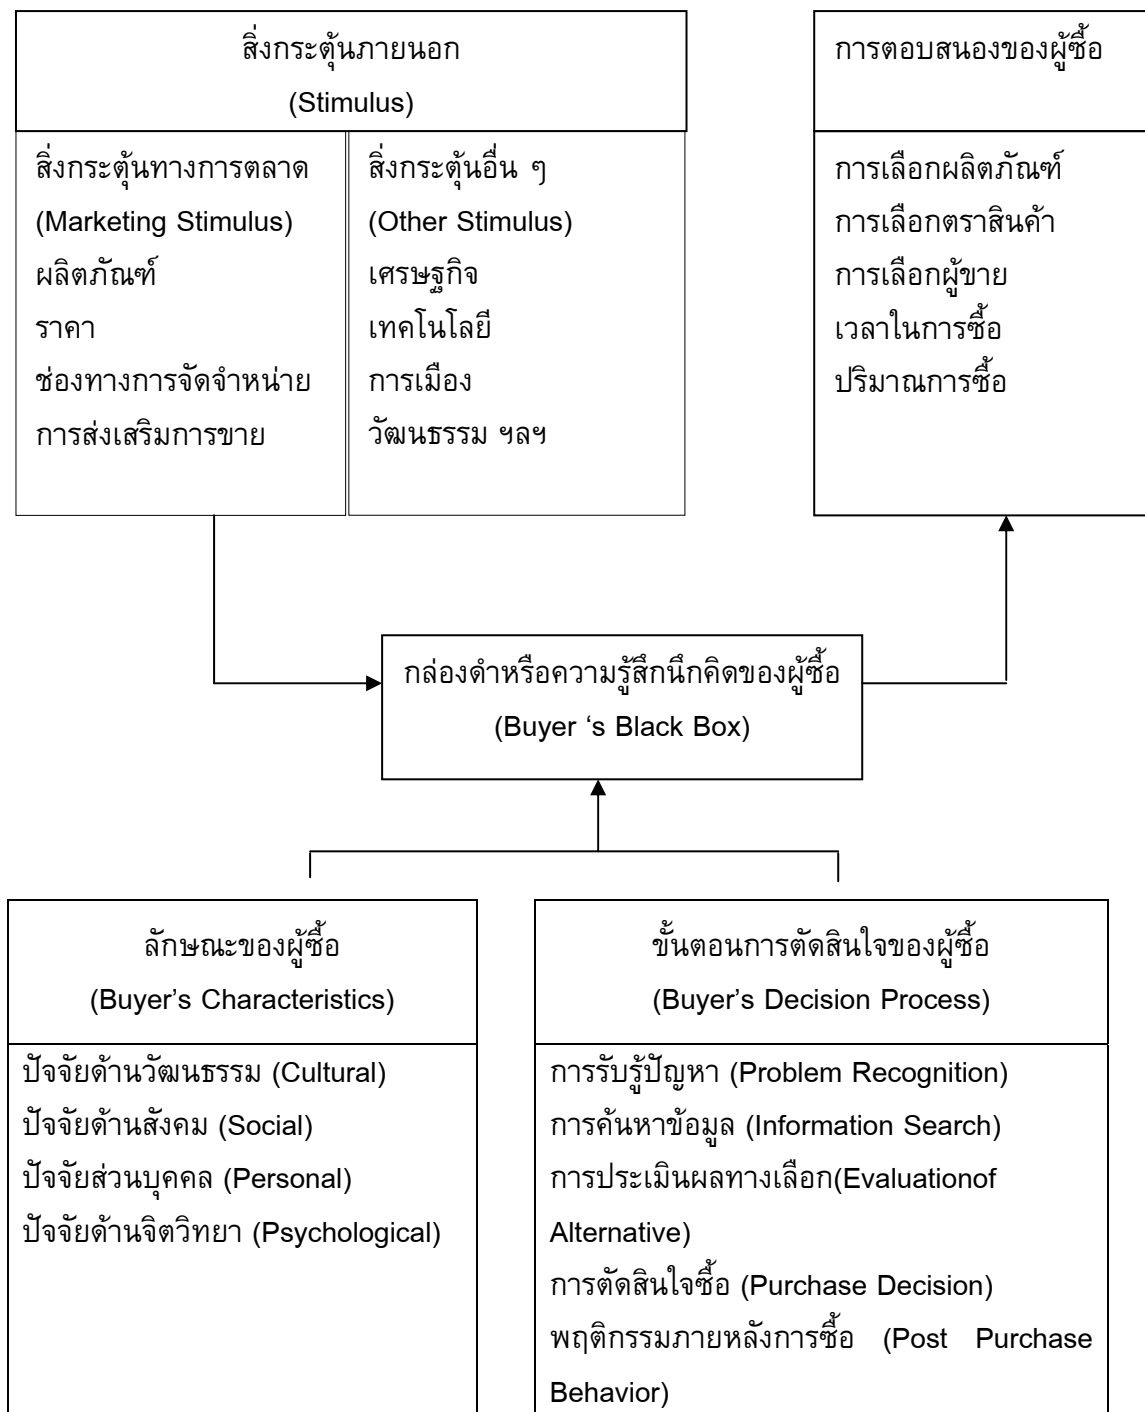 สิ่งกระตุ้นภายนอก
(Stimulus)
สิ่งกระตุ้นทางการตลาด
(Marketing Stimulus)
ผลิตภัณฑ์
ราคา
ช่องทางการจัดจำหน่าย
การส่งเสริมการขาย
สิ่งกระตุ้นอื่น ๆ
(Other Stimulus)
เศรษฐกิจ
เทคโนโลยี
การเมือง
วัฒนธรรม ฯลฯ
การตอบสนองของผู้ซื้อ
การเลือกผลิตภัณฑ์
การเลือกตราสินค้า
การเลือกผู้ขาย
เวลาในการซื้อ
ปริมาณการซื้อ
กล่องดำหรือความรู้สึกนึกคิดของผู้ซื้อ
(Buyer ‘s Black Box)
ลักษณะของผู้ซื้อ
(Buyer’s Characteristics)
ปัจจัยด้านวัฒนธรรม (Cultural)
ปัจจัยด้านสังคม (Social)
ปัจจัยส่วนบุคคล (Personal)
ปัจจัยด้านจิตวิทยา (Psychological)
ขั้นตอนการตัดสินใจของผู้ซื้อ
(Buyer’s Decision Process)
การรับรู้ปัญหา (Problem Recognition)
การค้นหาข้อมูล (Information Search)
การประเมินผลทางเลือก(Evaluationof
Alternative)
การตัดสินใจซื้อ (Purchase Decision)
พฤติกรรมภายหลังการซื้อ (Post Purchase
Behavior)